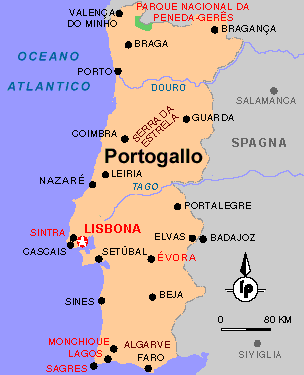 PARQUE NACIONAL DA
PENEDA-GERÊS
VALENÇA
DO MINHO
BRAGANÇA
BRAGA
OCEANO
ATLANTICO
PORTO
DOURO
SALAMANCA
GUARDA
COIMBRA
SERRA DA
ESTRELA
SPAGNA
Portogallo
LEIRIA
NAZARÉ
TAGO
PORTALEGRE
LISBONA
SINTRA
ELVAS
BADAJOZ
CASCAIS
SETÚBAL
ÉVORA
SINES
BEJA
0
80 KM
MONCHIQUE
ALGARVE
LAGOS
FARO
SAGRES
SIVIGLIA